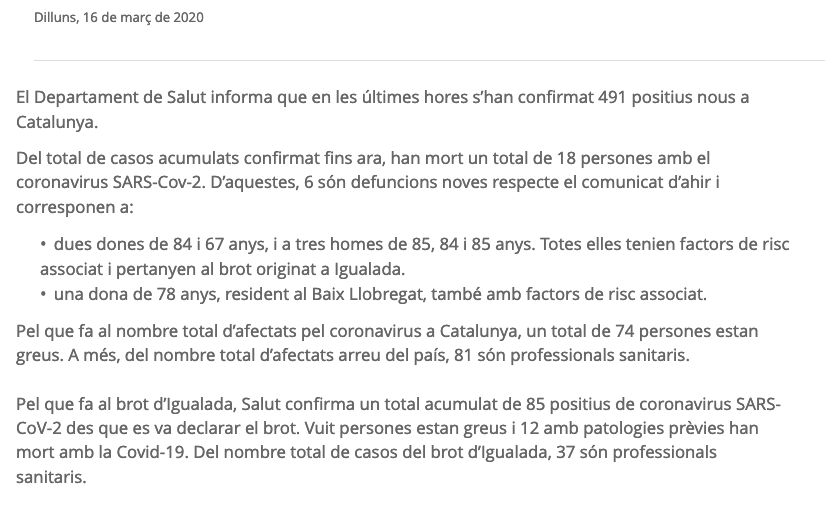 Dilluns, 16 de març de 2020
El Departament de Salut informa que en les últimes hores s’han confirmat 491 positius nous a
Catalunya.
Del total de casos acumulats confirmat fins ara, han mort un total de 18 persones amb el
coronavirus SARS-Cov-2. D’aquestes, 6 són defuncions noves respecte el comunicat d’ahir i
corresponen a:
• dues dones de 84 i 67 anys, i a tres homes de 85, 84 i 85 anys. Totes elles tenien factors de risc
associat i pertanyen al brot originat a Igualada.
• una dona de 78 anys, resident al Baix Llobregat, també amb factors de risc associat.
Pel que fa al nombre total d’afectats pel coronavirus a Catalunya, un total de 74 persones estan
greus. A més, del nombre total d’afectats arreu del país, 81 són professionals sanitaris.
Pel que fa al brot d’Igualada, Salut confirma un total acumulat de 85 positius de coronavirus SARS-
CoV-2 des que es va declarar el brot. Vuit persones estan greus i 12 amb patologies prèvies han
mort amb la Covid-19. Del nombre total de casos del brot d’Igualada, 37 són professionals
sanitaris.